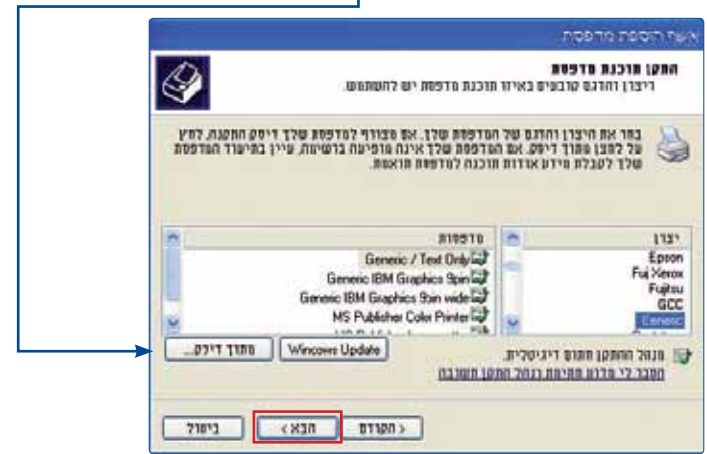 אשף הוספת מדפסת
התקן תוכנת מדפסת
היצרן והדגם קובעים באיזו תוכנת מדפסת יש להשתמש.
בחר את היצרן והדגם של המדפסת שלך. אם מצורף למדפסת שלך דיסק התקנה, לחץ
על לחצן מתוך דיסק. אם המדפסת שלך אינה מופיעה ברשימה, עיין בתיעוד המדפסת
שלך לקבלת מידע אודות תוכנה למדפסת תואמת.
יצרן
Epson
Fuji Xerox
Fujitsu
GCC
Generic
מדפסות
Generic / Text Only
Generic IBM Graphics 9pin
Generic IBM Graphics 9pin wide
MS Publisher Color Printer
מנהל ההתקן חתום דיגיטלית.
הסבר לי מדוע חתימת מנהל התקן חשובה
Windows Update
מתוך דיסק...
< הקודם
הבא >
ביטול